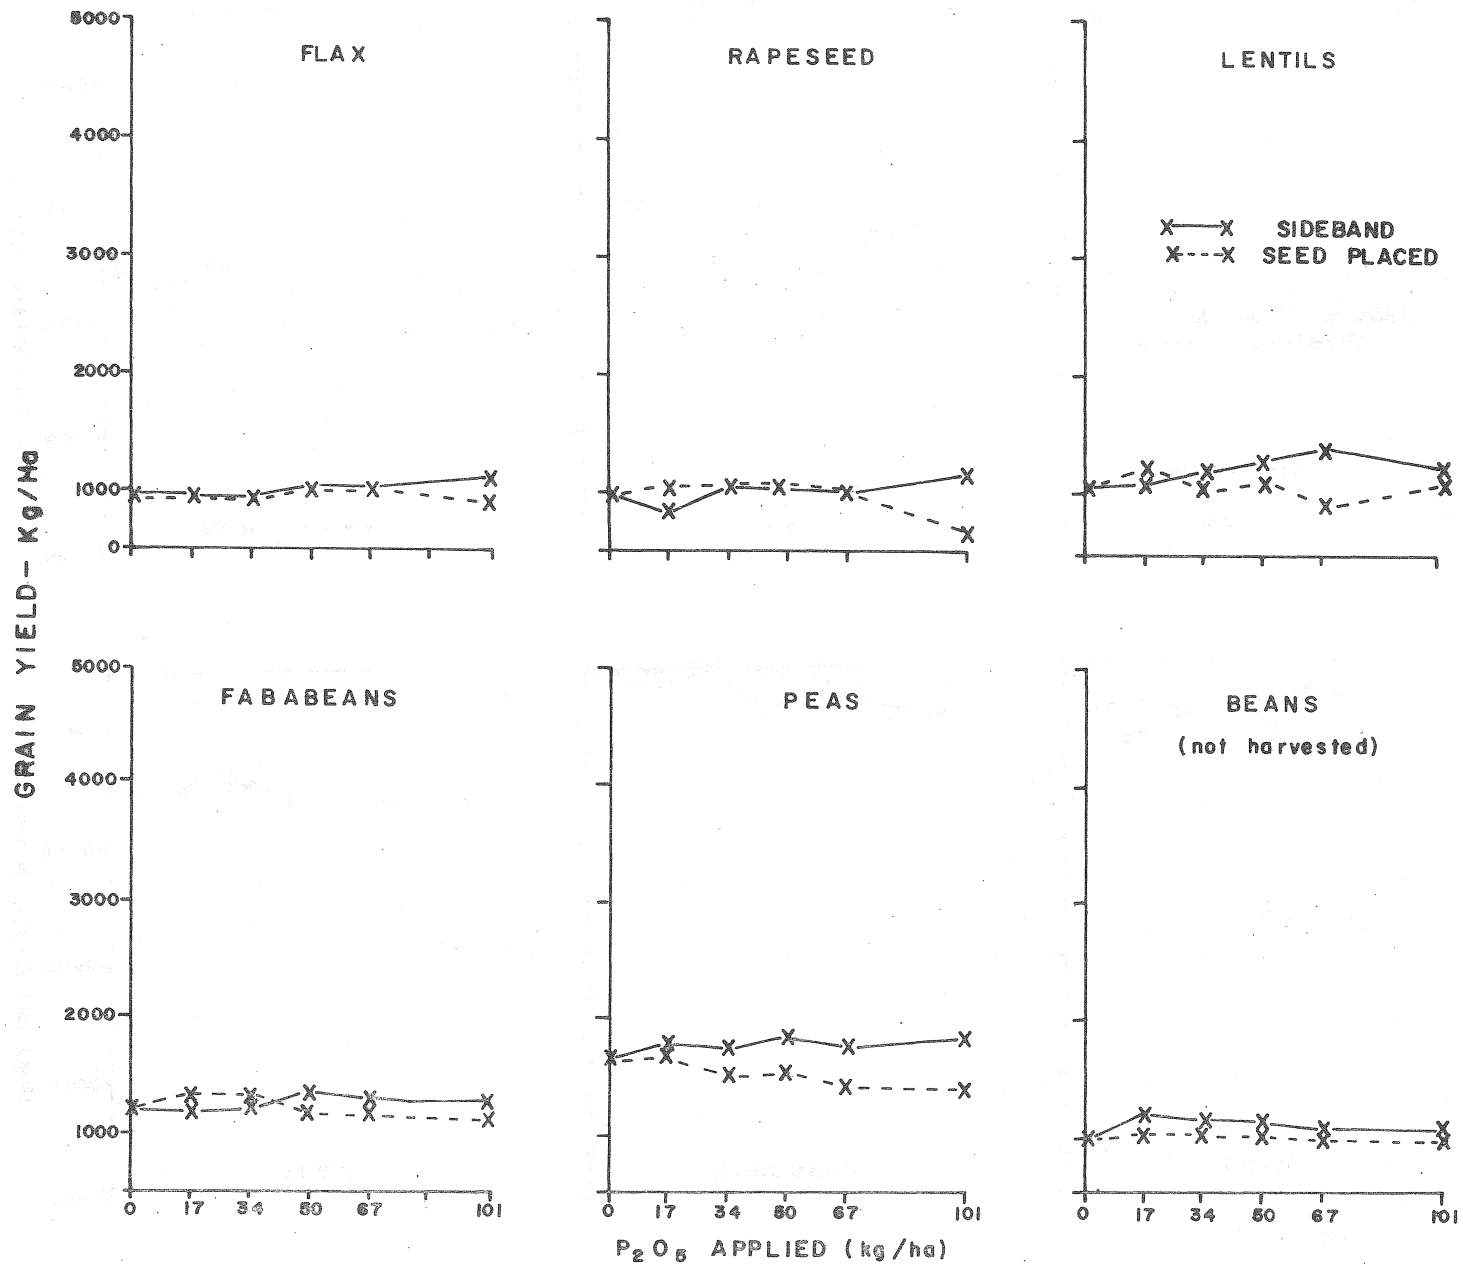 GRAIN YIELD - Kg/Ha
FLAX
5000
4000
3000
2000
1000
0
RAPESEED
LENTILS
SIDEBAND
SEED PLACED
FABABEANS
5000
4000
3000
2000
1000
0 17 34 50 67 101
PEAS
0 17 34 50 67 101
BEANS
(not harvested)
0 17 34 50 67 101
P2O5 APPLIED (kg/ha)